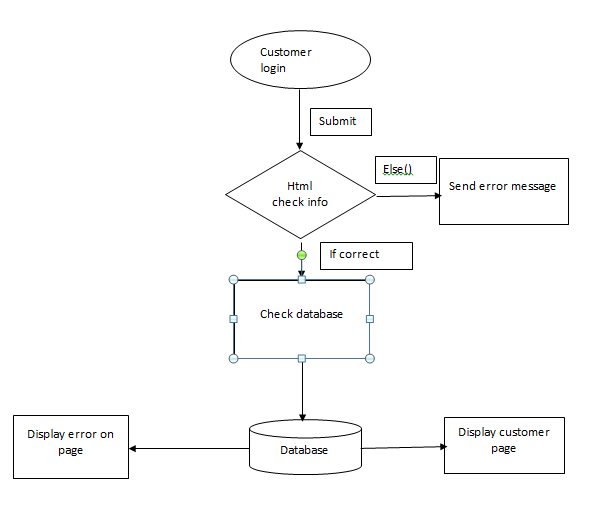 Customer
login
Submit
Else()
Html
check info
Send error message
If correct
Check database
Display error on
page
Database
Display customer
page